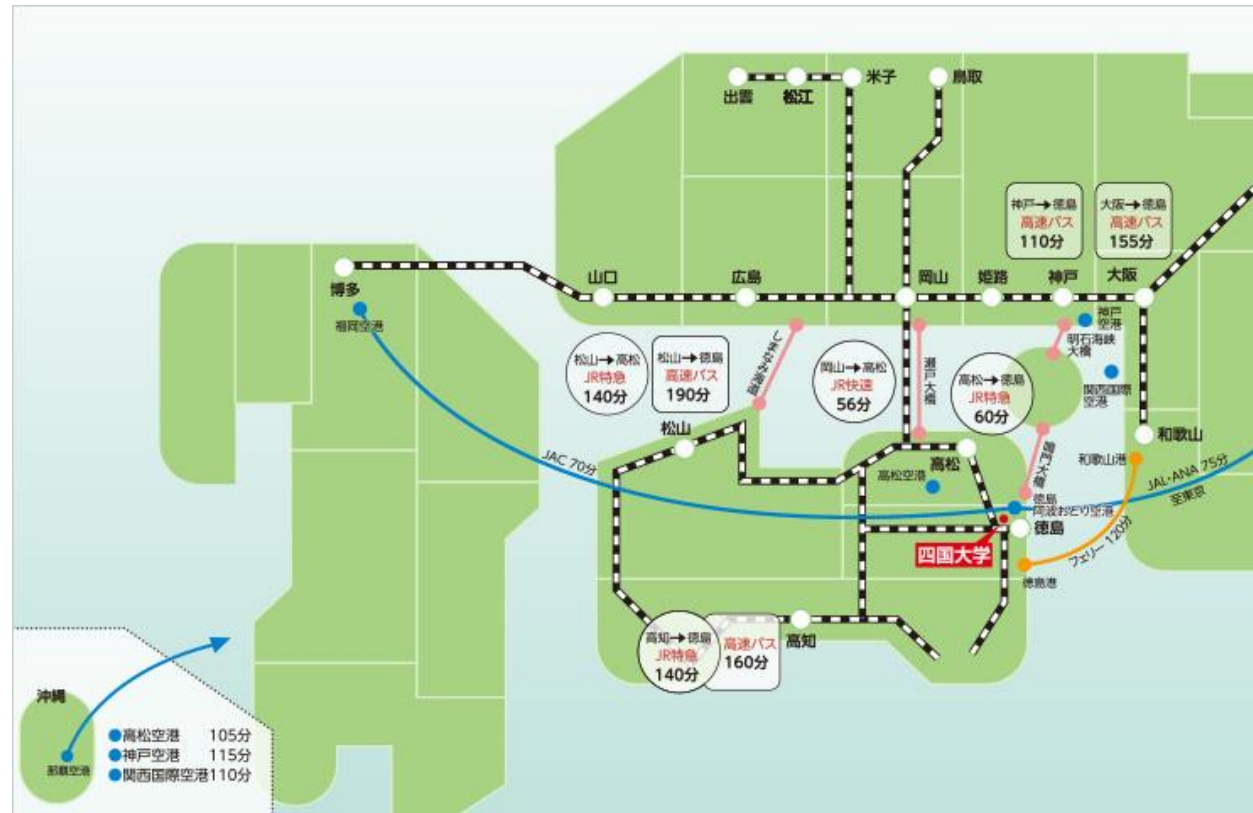 出雲
松江
米子
鳥取
神戸→徳島
高速バス
110分
大阪→徳島
高速バス
155分
博多
福岡空港
山口
広島
岡山
姫路
神戸
大阪
神戸
空港
明石海峡
大橋
関西国際
空港
しまなみ海道
瀬戸大橋
松山→高松
JR特急
140分
松山→徳島
高速バス
190分
岡山→高松
JR快速
56分
高松→徳島
JR特急
60分
松山
高松
高松空港
鳴門大橋
和歌山
和歌山港
JAC 70分
JAL・ANA 75分
至東京
徳島
阿波おどり空港
徳島
四国大学
フェリー 120分
徳島港
高知→徳島
JR特急
140分
高速バス
160分
高知
沖縄
那覇空港
高松空港 105分
神戸空港 115分
関西国際空港110分